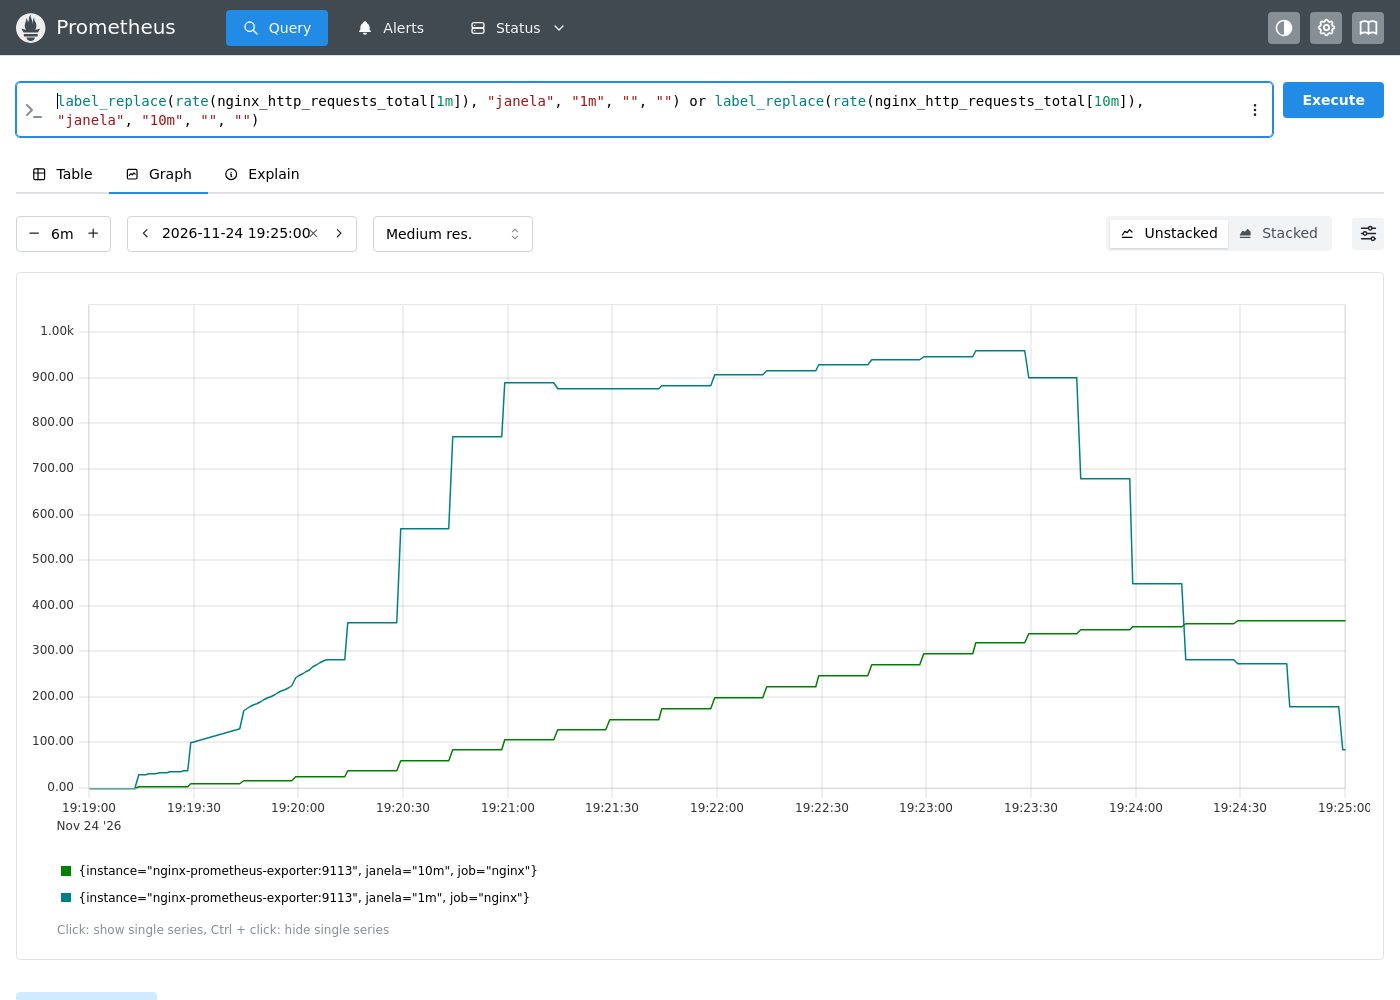 Prometheus
Query
Alerts
Status
label_replace(rate(nginx_http_requests_total[1m]), "janela", "1m", "", "") or label_replace(rate(nginx_http_requests_total[10m]),
"janela", "10m", "", "")
Execute
Table
Graph
Explain
6m
2026-11-24 19:25:00
Medium res.
Unstacked
Stacked
1.00k
900.00
800.00
700.00
600.00
500.00
400.00
300.00
200.00
100.00
0.00
19:19:00 19:19:30 19:20:00 19:20:30 19:21:00 19:21:30 19:22:00 19:22:30 19:23:00 19:23:30 19:24:00 19:24:30 19:25:00
Nov 24 '26
{instance="nginx-prometheus-exporter:9113", janela="10m", job="nginx"}
{instance="nginx-prometheus-exporter:9113", janela="1m", job="nginx"}
Click: show single series, Ctrl + click: hide single series